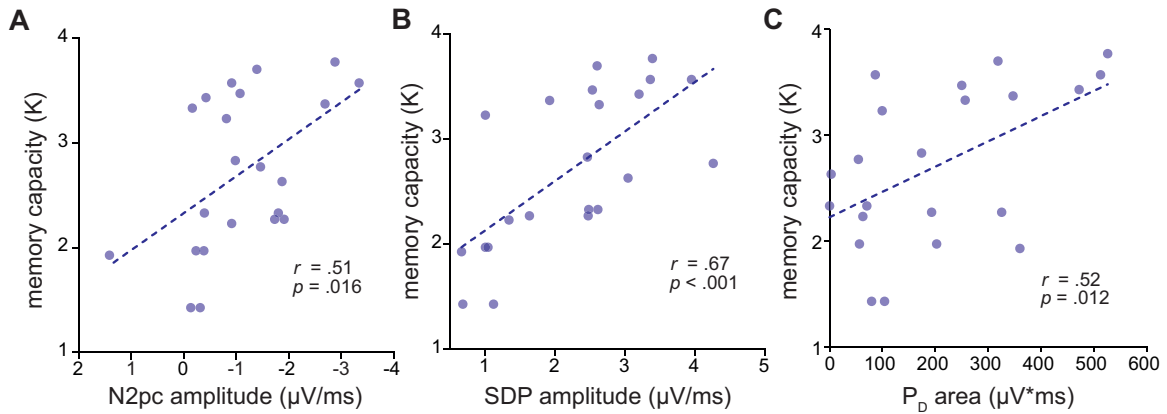 A
B
C
memory capacity (K)
4
3
2
1
2
1
0
-1
-2
-3
-4
N2pc amplitude (µV/ms)
r = .51
p = .016
memory capacity (K)
4
3
2
1
1
2
3
4
5
SDP amplitude (µV/ms)
r = .67
p < .001
memory capacity (K)
4
3
2
1
0
100
200
300
400
500
600
P_D area (µV*ms)
r = .52
p = .012